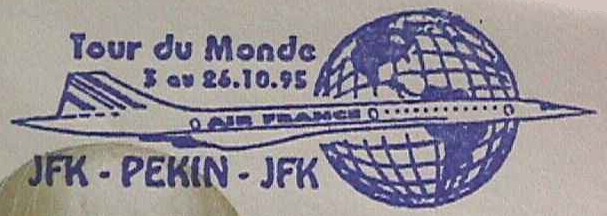 Tour du Monde
3 au 26.10.95
AIR FRANCE
JFK - PEKIN - JFK